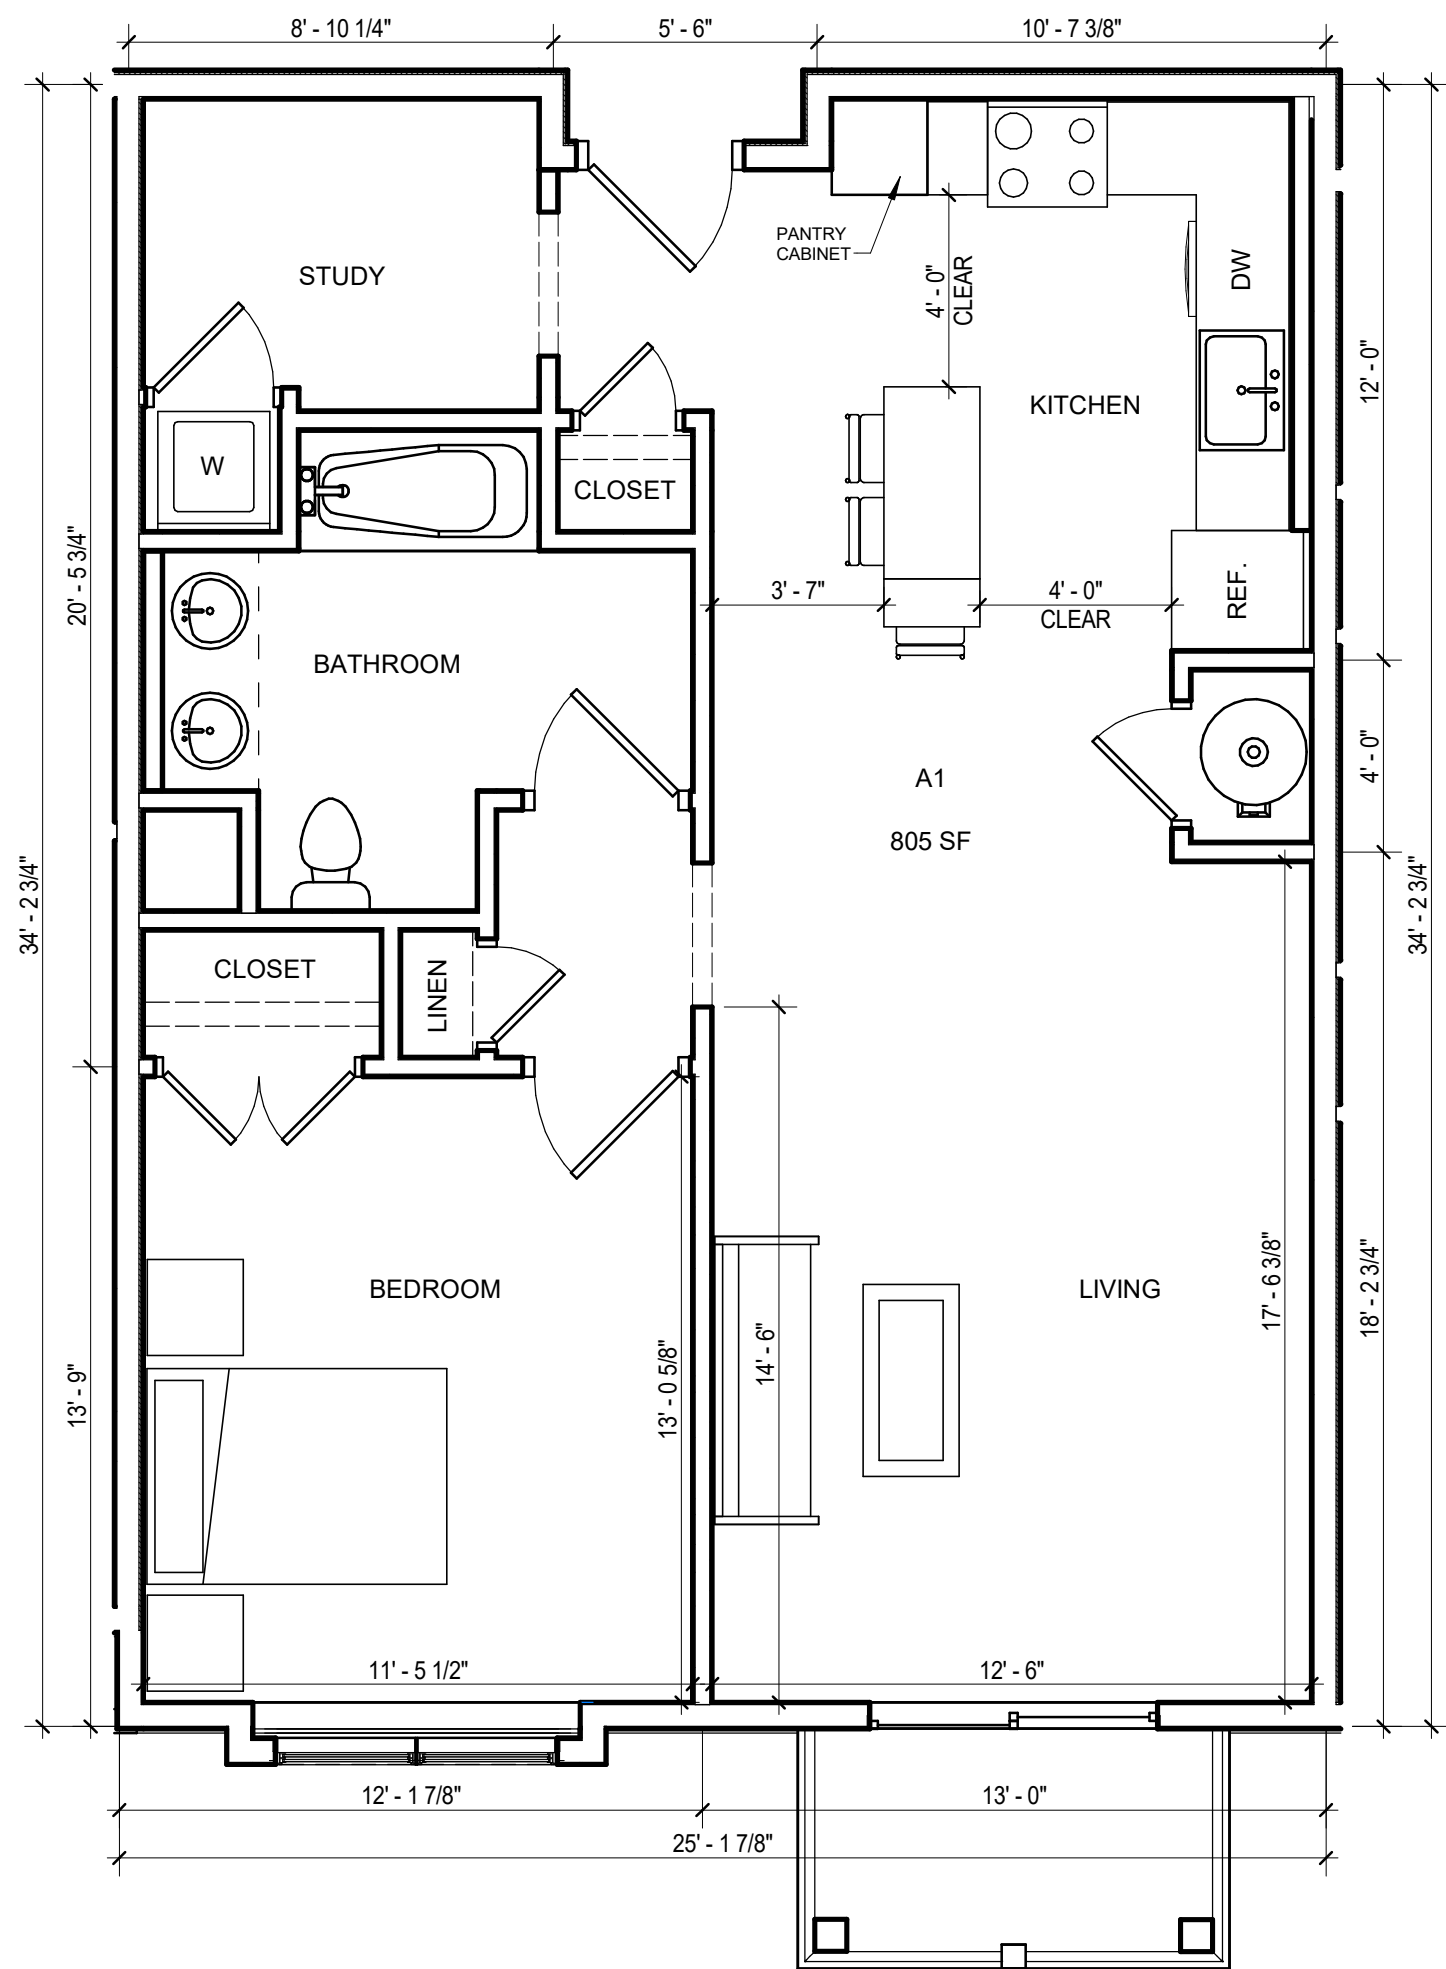 8' - 10 1/4"
5' - 6"
10' - 7 3/8"
PANTRY
CABINET
STUDY
4' - 0"
CLEAR
DW
12' - 0"
KITCHEN
W
CLOSET
20' - 5 3/4"
3' - 7"
4' - 0"
CLEAR
REF.
BATHROOM
A1
805 SF
4' - 0"
34' - 2 3/4"
34' - 2 3/4"
CLOSET
LINEN
BEDROOM
LIVING
17' - 6 3/8"
18' - 2 3/4"
14' - 6"
13' - 0 5/8"
13' - 9"
11' - 5 1/2"
12' - 6"
12' - 1 7/8"
13' - 0"
25' - 1 7/8"